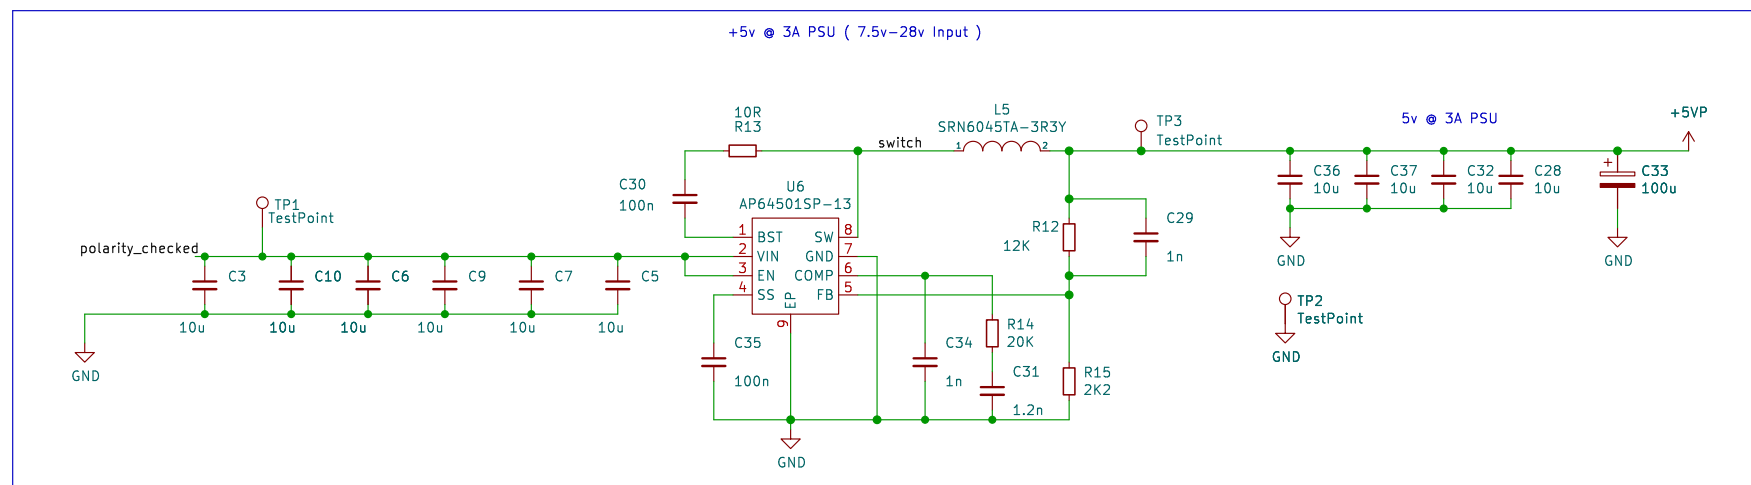 +5v @ 3A PSU ( 7.5v-28v Input )
10R
R13
L5
SRN6045TA-3R3Y
1
2
switch
TP3
TestPoint
5v @ 3A PSU
+5VP
C30
100n
U6
AP64501SP-13
C36
10u
C37
10u
C32
10u
C28
10u
+
C33
100u
TP1
TestPoint
polarity_checked
C3
10u
C10
10u
C6
10u
C9
10u
C7
10u
C5
10u
GND
1 BST
2 VIN
3 EN
4 SS
SW 8
GND 7
COMP 6
FB 5
EP
9
R12
12K
C29
1n
GND
GND
TP2
TestPoint
GND
C35
100n
C34
1n
R14
20K
C31
1.2n
R15
2K2
GND